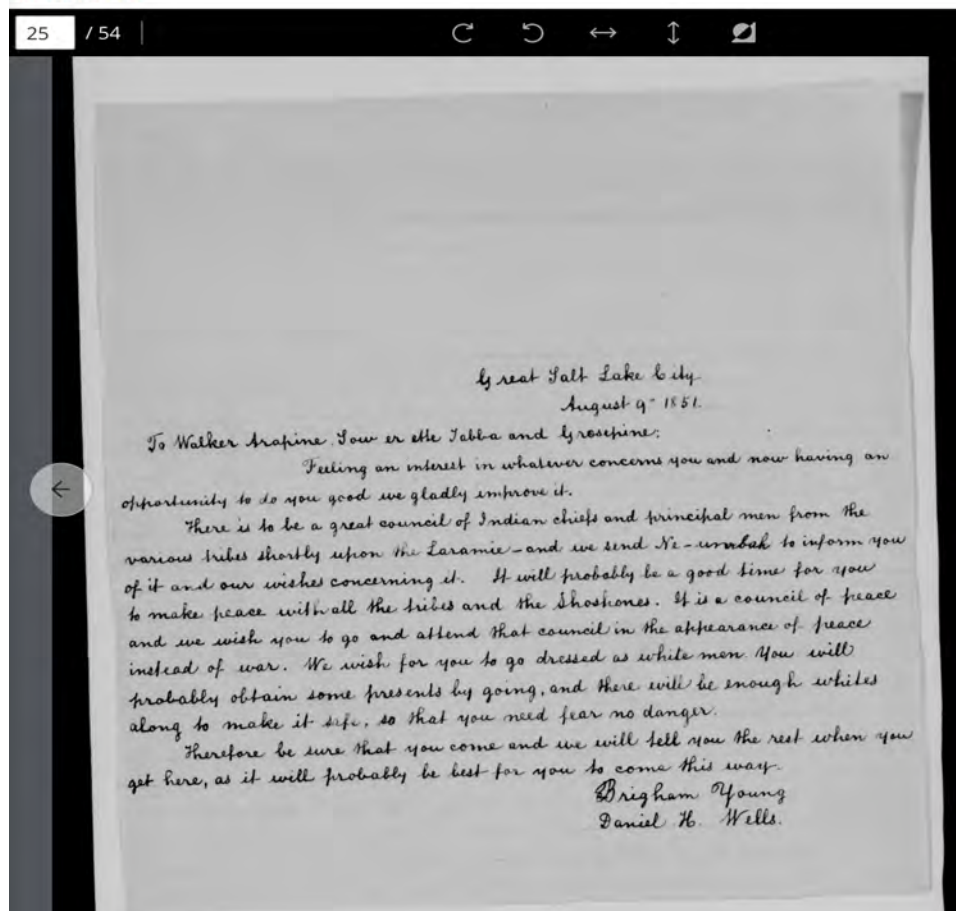 25 / 54
Great Salt Lake City
August 9" 1851.
To Walker Arapine, Sow er ette Tabba and Grosepine:
Feeling an interest in whatever concerns you and now having an
opportunity to do you good we gladly improve it.
There is to be a great council of Indian chiefs and principal men from the
various tribes shortly upon the Laramie - and we send Ne - to inform you
of it and our wishes concerning it. It will probably be a good time for you
to make peace with all the tribes and the Shoshones. It is a council of peace
and we wish you to go and attend that council in the appearance of peace
instead of war. We wish for you to go dressed as white men. You will
probably obtain some presents by going, and there will be enough whites
along to make it safe, so that you need fear no danger.
Therefore be sure that you come and we will tell you the rest when you
get here, as it will probably be best for you to come this way.
Brigham Young
Daniel H. Wells.